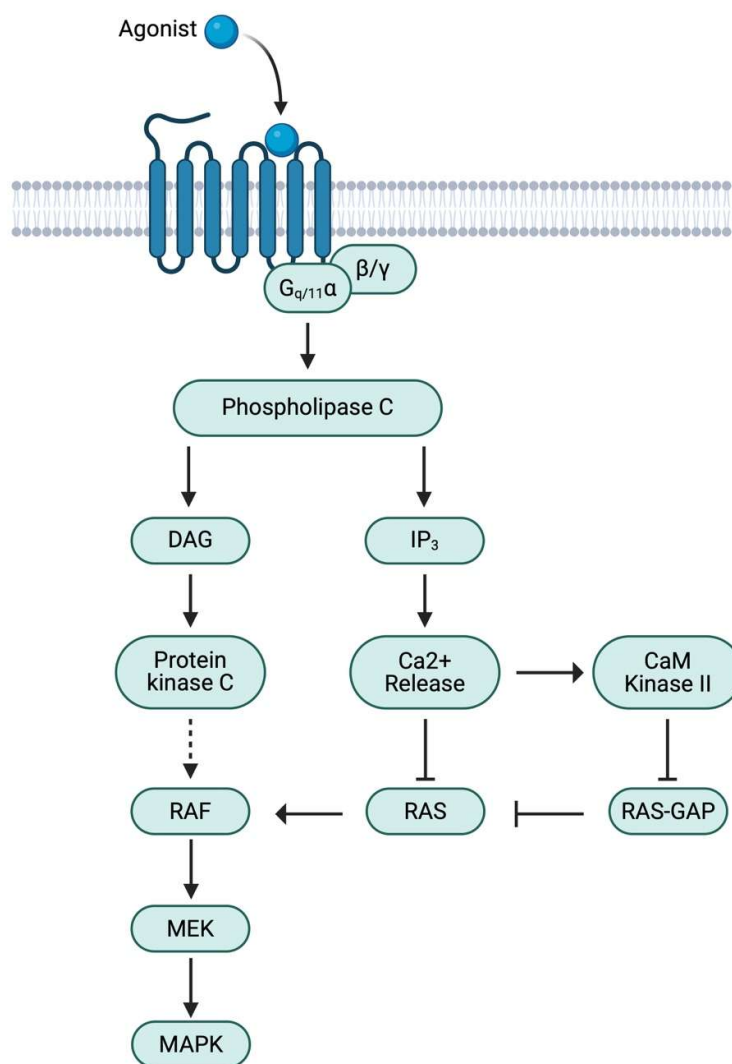 Agonist
β/γ
Gq/11α
Phospholipase C
DAG
IP₃
Protein
kinase C
Ca2+
Release
CaM
Kinase II
RAF
RAS
RAS-GAP
MEK
MAPK